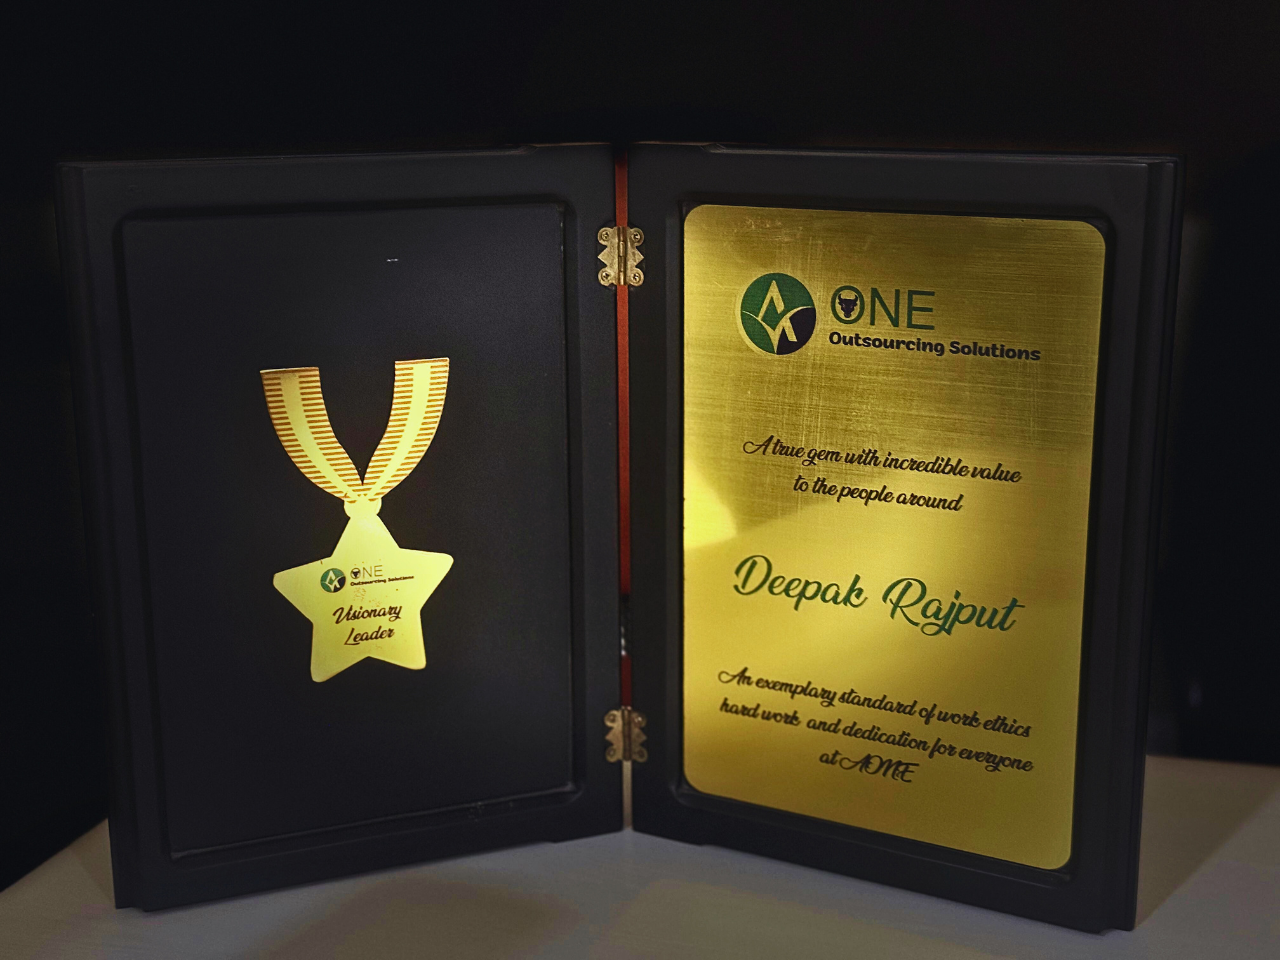 ONE
Outsourcing Solutions
Visionary
Leader
ONE
Outsourcing Solutions
A true gem with incredible value
to the people around
Deepak Rajput
An exemplary standard of work ethics
hard work and dedication for everyone
at AONE